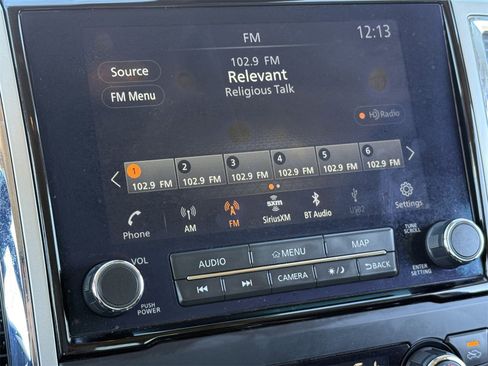 FM
12:13
Source
102.9 FM
Relevant
FM Menu
Religious Talk
HD Radio
1 2 3 4 5 6
102.9 FM 102.9 FM 102.9 FM 102.9 FM 102.9 FM 102.9 FM
Phone AM FM SXM SiriusXM BT Audio USB Settings
VOL
AUDIO MENU MAP
TUNE SCROLL
CAMERA BACK
PUSH POWER
ENTER SETTING